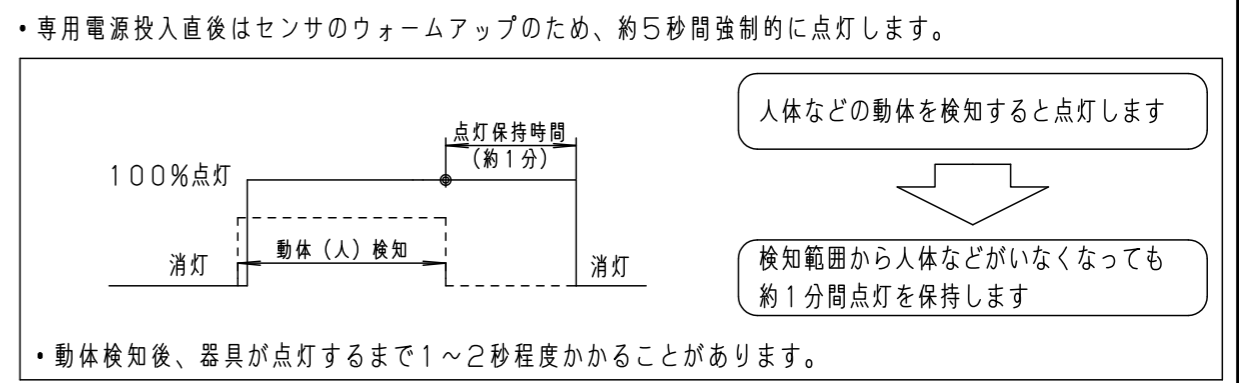 ・専用電源投入直後はセンサのウォームアップのため、約５秒間強制的に点灯します。
点灯保持時間
(約１分)
１００％点灯
消灯
動体（人）検知
消灯
人体などの動体を検知すると点灯します
検知範囲から人体などがいなくなっても
約１分間点灯を保持します
・動体検知後、器具が点灯するまで１～２秒程度かかることがあります。